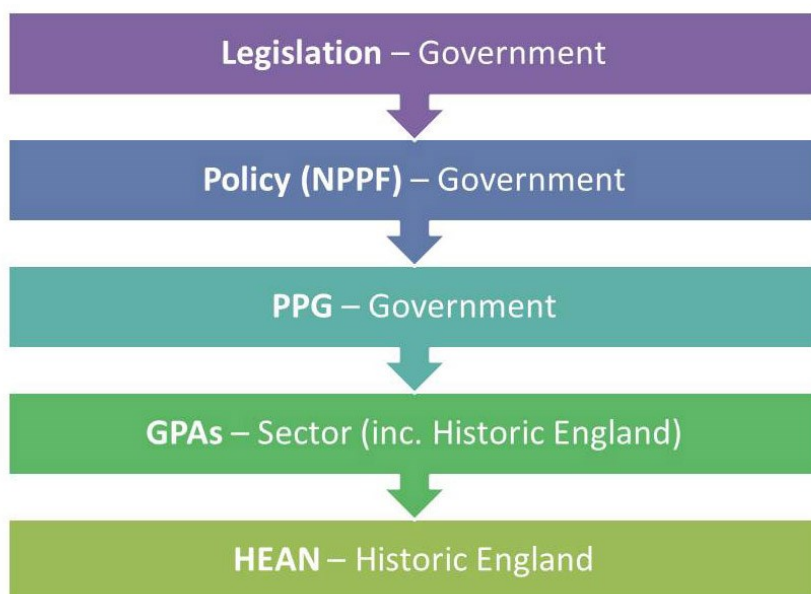 Legislation – Government
Policy (NPPF) – Government
PPG – Government
GPAs – Sector (inc. Historic England)
HEAN – Historic England